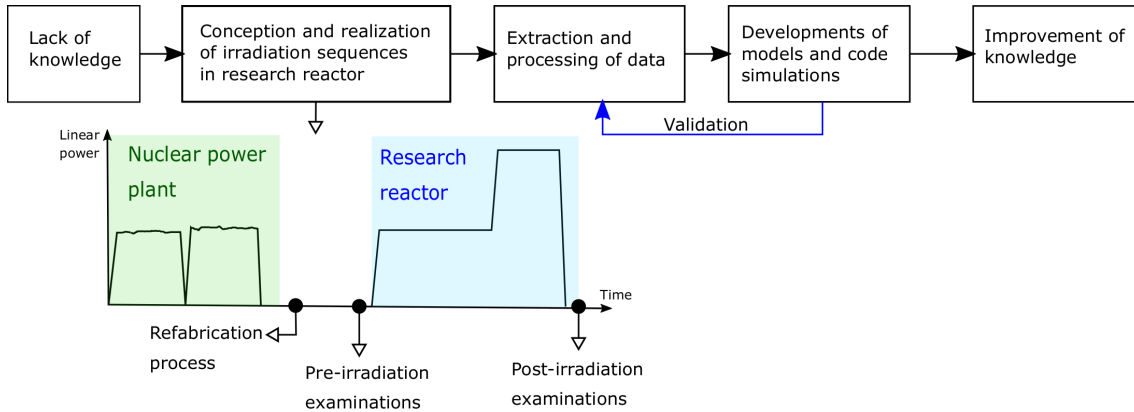 Lack of
knowledge
Conception and realization
of irradiation sequences
in research reactor
Extraction and
processing of data
Developments of
models and code
simulations
Improvement of
knowledge
Validation
Linear
power
Nuclear power
plant
Research
reactor
Time
Refabrication
process
Pre-irradiation
examinations
Post-irradiation
examinations